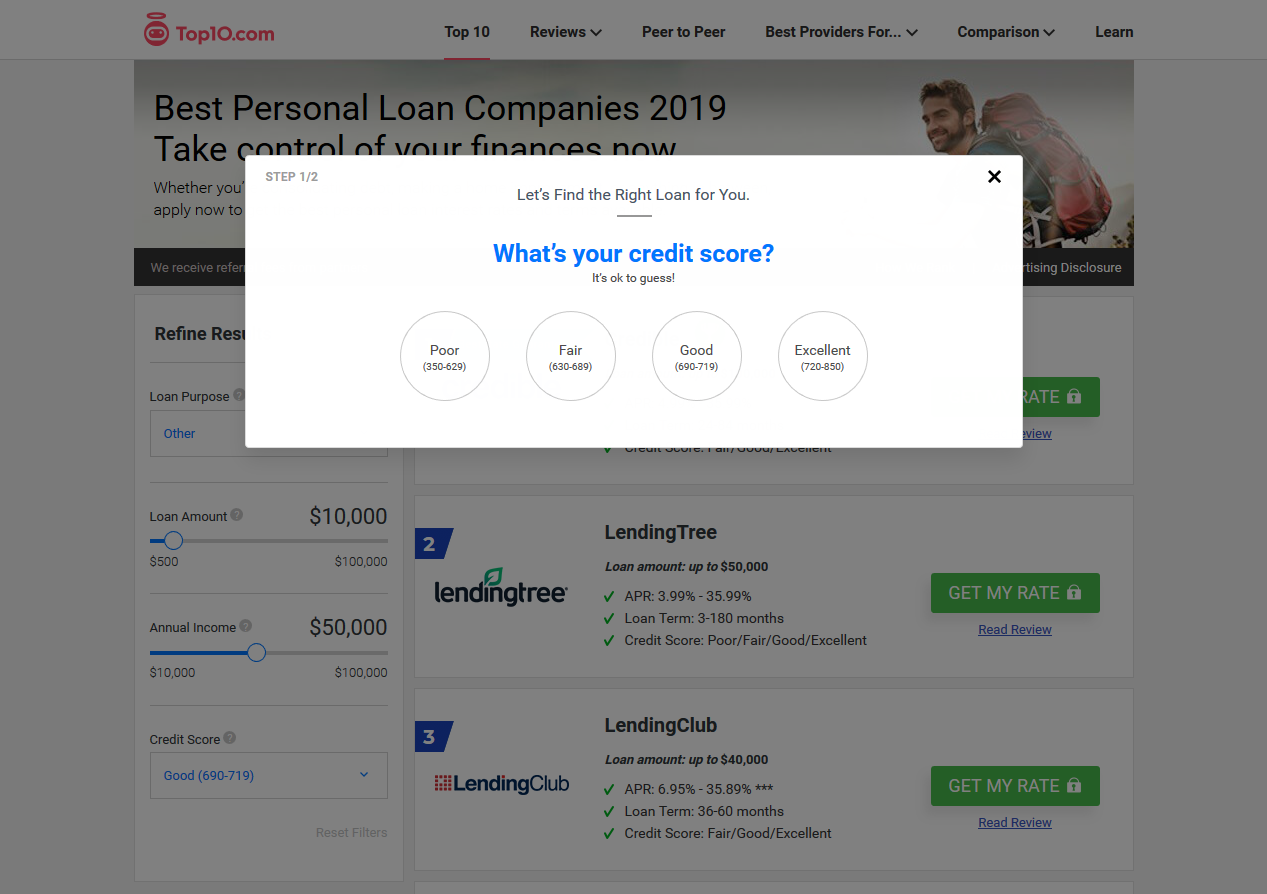 Top10.com
Top 10
Reviews
Peer to Peer
Best Providers For...
Comparison
Learn
Best Personal Loan Companies 2019
Take control of your finances now
Whether you'
apply now to
We receive referr
rtising Disclosure
STEP 1/2
Let's Find the Right Loan for You.
What's your credit score?
It's ok to guess!
Poor
(350-629)
Fair
(630-689)
Good
(690-719)
Excellent
(720-850)
Refine Resu
Loan Purpose ?
Other
Loan Amount ?
$10,000
$500
$100,000
Annual Income ?
$50,000
$10,000
$100,000
Credit Score ?
Good (690-719)
Reset Filters
RATE
eview
Credit Score: Fair/Good/Excellent
2
lendingtree
LendingTree
Loan amount: up to $50,000
APR: 3.99% - 35.99%
Loan Term: 3-180 months
Credit Score: Poor/Fair/Good/Excellent
GET MY RATE
Read Review
3
LendingClub
LendingClub
Loan amount: up to $40,000
APR: 6.95% - 35.89% ***
Loan Term: 36-60 months
Credit Score: Fair/Good/Excellent
GET MY RATE
Read Review